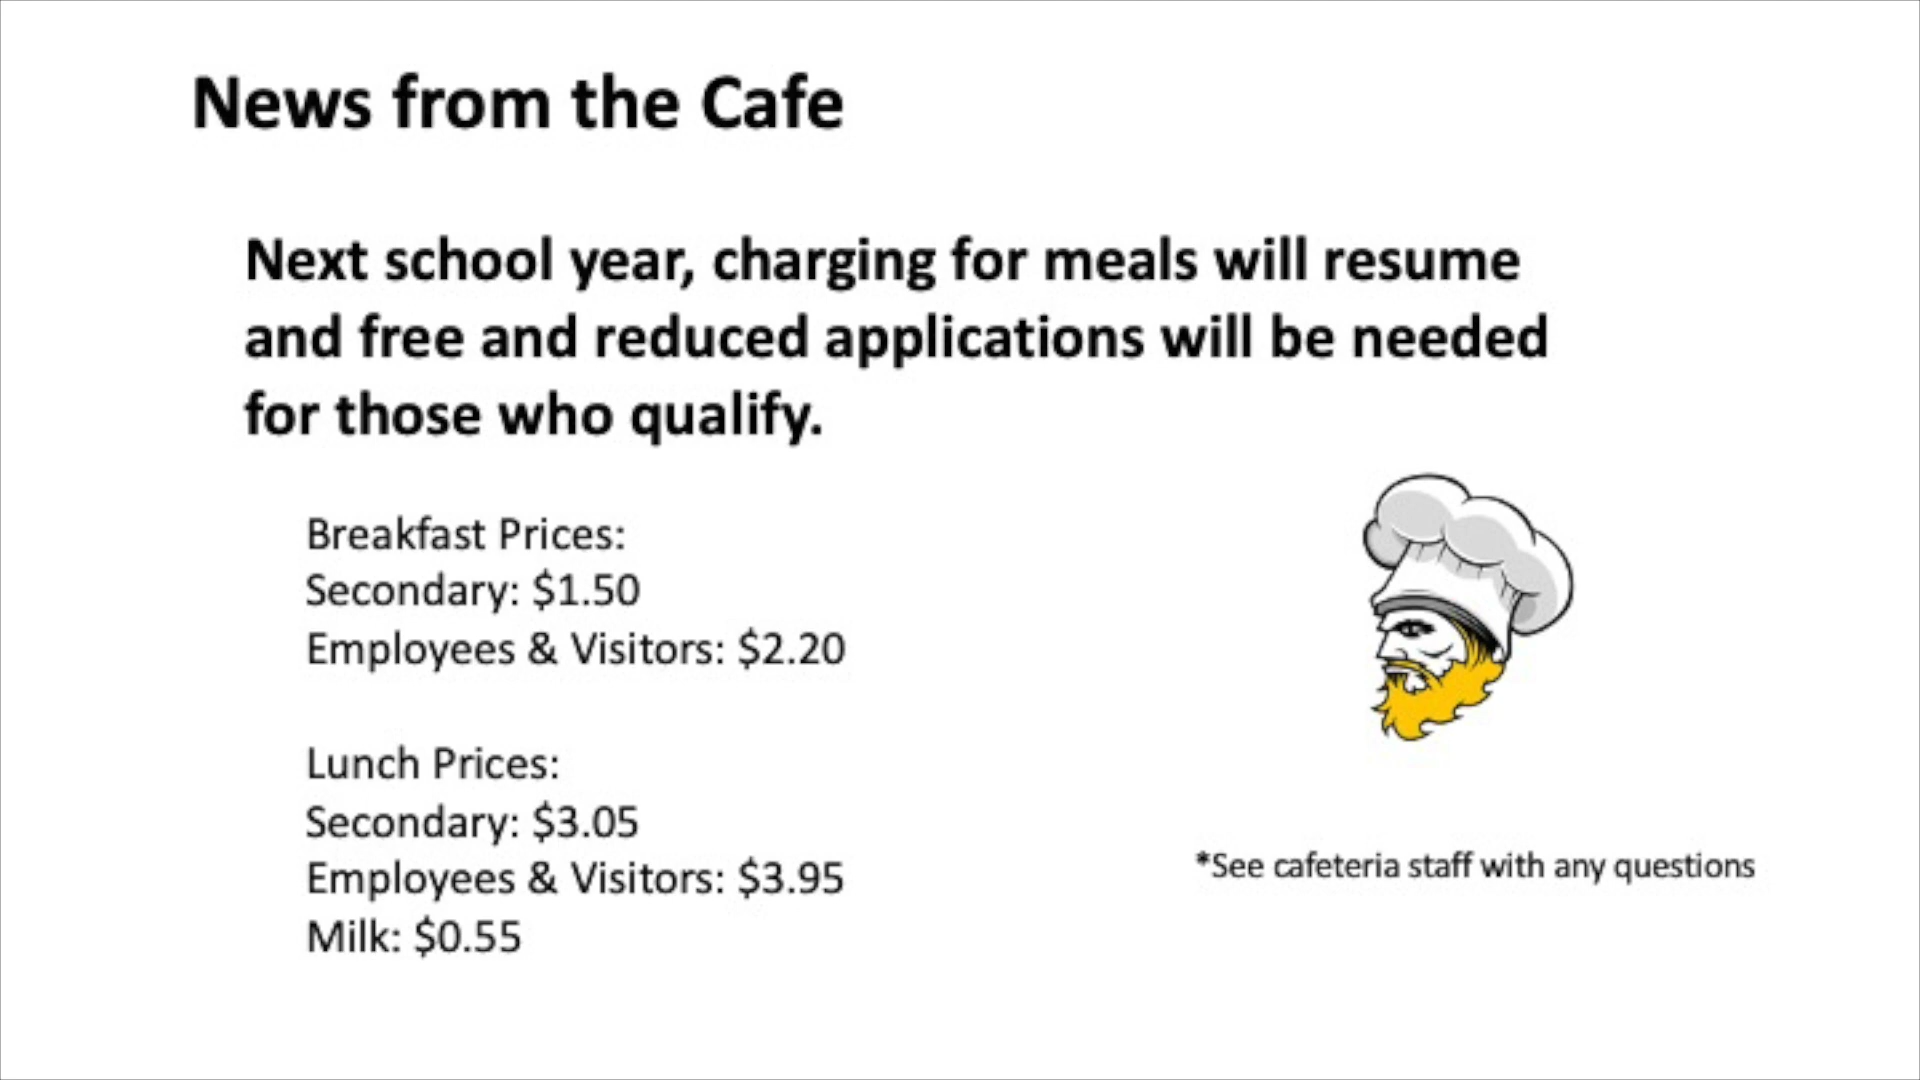 News from the Cafe
Next school year, charging for meals will resume
and free and reduced applications will be needed
for those who qualify.
Breakfast Prices:
Secondary: $1.50
Employees & Visitors: $2.20
Lunch Prices:
Secondary: $3.05
Employees & Visitors: $3.95
Milk: $0.55
*See cafeteria staff with any questions